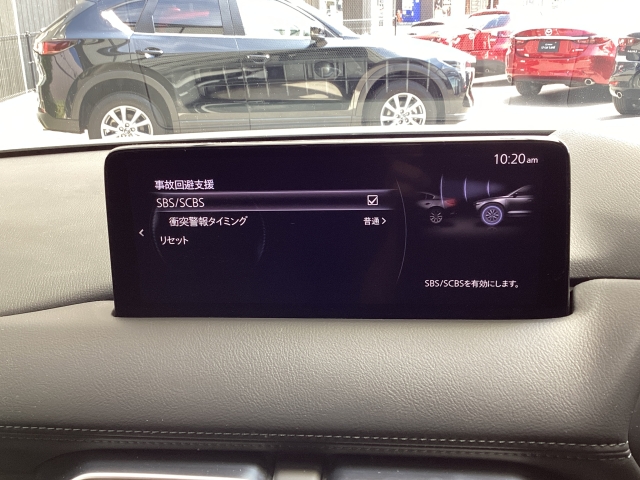 10:20am
事故回避支援
SBS/SCBS
衝突警報タイミング
普通
リセット
SBS/SCBSを有効にします。